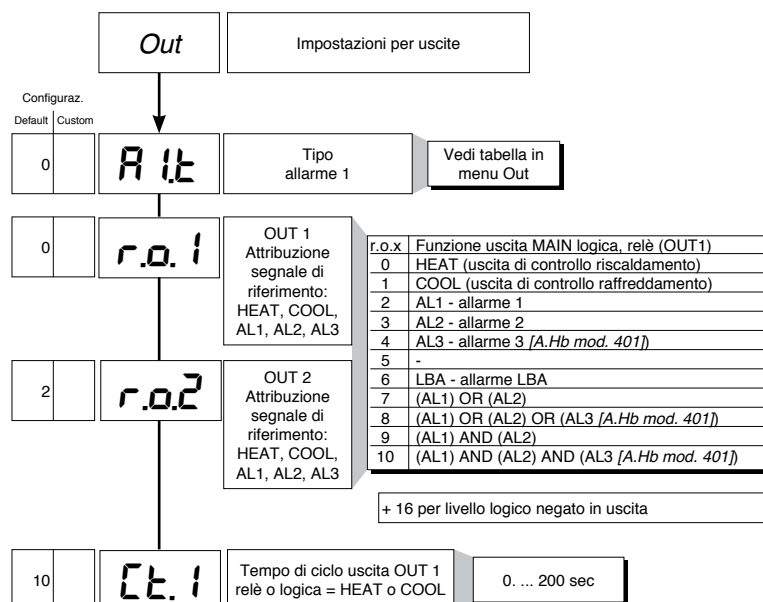 Out
Impostazioni per uscite
Configuraz.
Default Custom
0
A1.t
Tipo
allarme 1
Vedi tabella in
menu Out
0
r.o.1
OUT 1
Attribuzione
segnale di
riferimento:
HEAT, COOL,
AL1, AL2, AL3
r.o.x Funzione uscita MAIN logica, relè (OUT1)
0 HEAT (uscita di controllo riscaldamento)
1 COOL (uscita di controllo raffreddamento)
2 AL1 - allarme 1
3 AL2 - allarme 2
4 AL3 - allarme 3 [A.Hb mod. 401])
5 -
6 LBA - allarme LBA
7 (AL1) OR (AL2)
8 (AL1) OR (AL2) OR (AL3 [A.Hb mod. 401])
9 (AL1) AND (AL2)
10 (AL1) AND (AL2) AND (AL3 [A.Hb mod. 401])
2
r.o.2
OUT 2
Attribuzione
segnale di
riferimento:
HEAT, COOL,
AL1, AL2, AL3
+ 16 per livello logico negato in uscita
10
Ct.1
Tempo di ciclo uscita OUT 1
relè o logica = HEAT o COOL
0. ... 200 sec